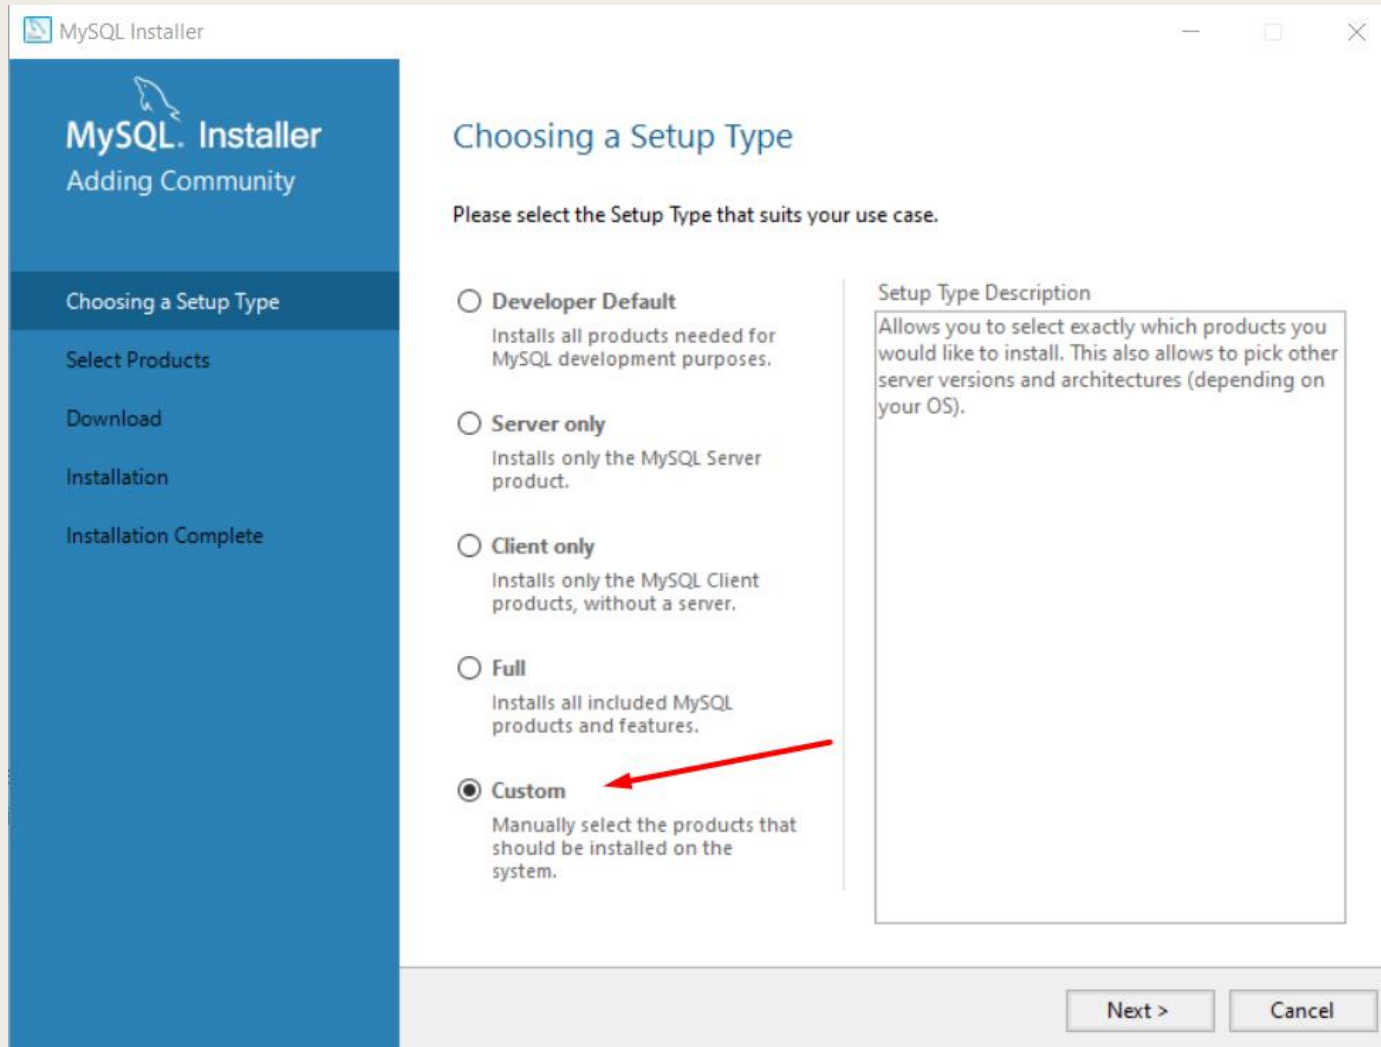 MySQL Installer
MySQL. Installer
Adding Community
Choosing a Setup Type
Select Products
Download
Installation
Installation Complete
Choosing a Setup Type
Please select the Setup Type that suits your use case.
Developer Default
Installs all products needed for
MySQL development purposes.
Server only
Installs only the MySQL Server
product.
Client only
Installs only the MySQL Client
products, without a server.
Full
Installs all included MySQL
products and features.
Custom
Manually select the products that
should be installed on the
system.
Setup Type Description
Allows you to select exactly which products you
would like to install. This also allows to pick other
server versions and architectures (depending on
your OS).
Next >
Cancel